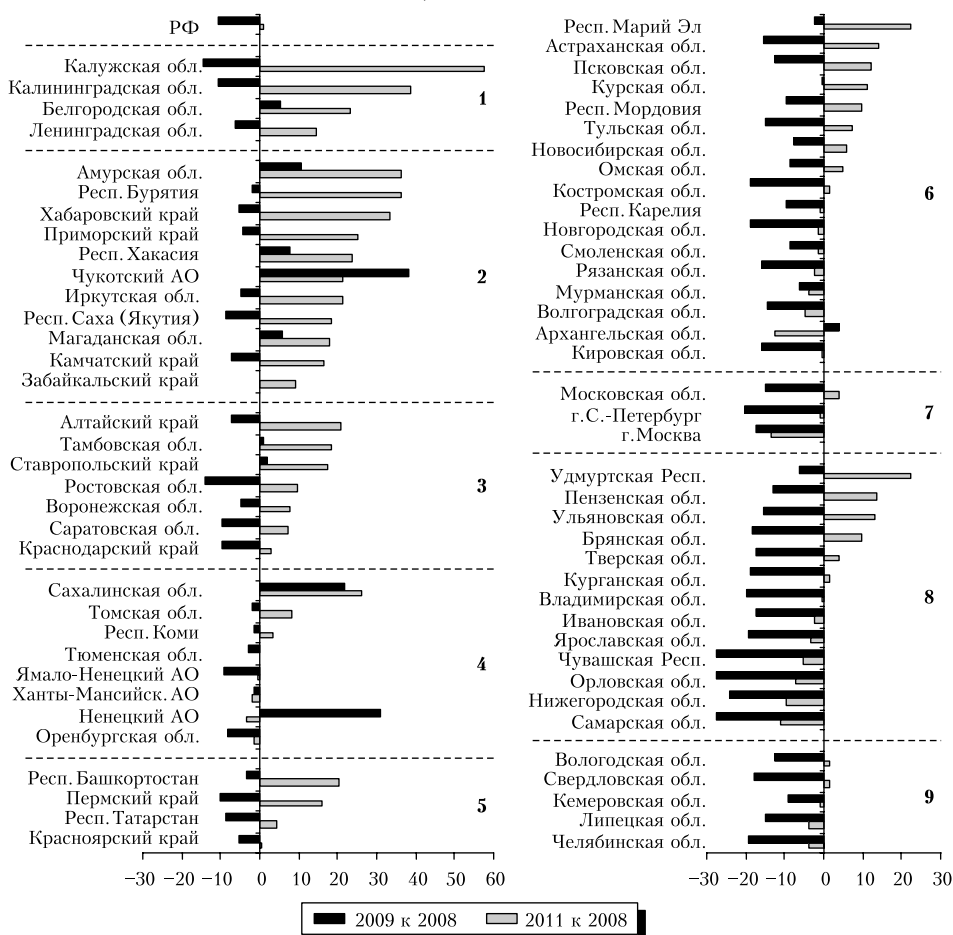 РФ
Калужская обл.
Калининградская обл.
Белгородская обл.
Ленинградская обл.
1
Амурская обл.
Респ. Бурятия
Хабаровский край
Приморский край
Респ. Хакасия
Чукотский АО
Иркутская обл.
Респ. Саха (Якутия)
Магаданская обл.
Камчатский край
Забайкальский край
2
Алтайский край
Тамбовская обл.
Ставропольский край
Ростовская обл.
Воронежская обл.
Саратовская обл.
Краснодарский край
3
Сахалинская обл.
Томская обл.
Респ. Коми
Тюменская обл.
Ямало-Ненецкий АО
Ханты-Мансийск. АО
Ненецкий АО
Оренбургская обл.
4
Респ. Башкортостан
Пермский край
Респ. Татарстан
Красноярский край
5
−30 −20 −10 0 10 20 30 40 50 60
Респ. Марий Эл
Астраханская обл.
Псковская обл.
Курская обл.
Респ. Мордовия
Тульская обл.
Новосибирская обл.
Омская обл.
Костромская обл.
Респ. Карелия
Новгородская обл.
Смоленская обл.
Рязанская обл.
Мурманская обл.
Волгоградская обл.
Архангельская обл.
Кировская обл.
6
Московская обл.
г.С.-Петербург
г.Москва
7
Удмуртская Респ.
Пензенская обл.
Ульяновская обл.
Брянская обл.
Тверская обл.
Курганская обл.
Владимирская обл.
Ивановская обл.
Ярославская обл.
Чувашская Респ.
Орловская обл.
Нижегородская обл.
Самарская обл.
8
Вологодская обл.
Свердловская обл.
Кемеровская обл.
Липецкая обл.
Челябинская обл.
9
−30 −20 −10 0 10 20 30
2009 к 2008
2011 к 2008